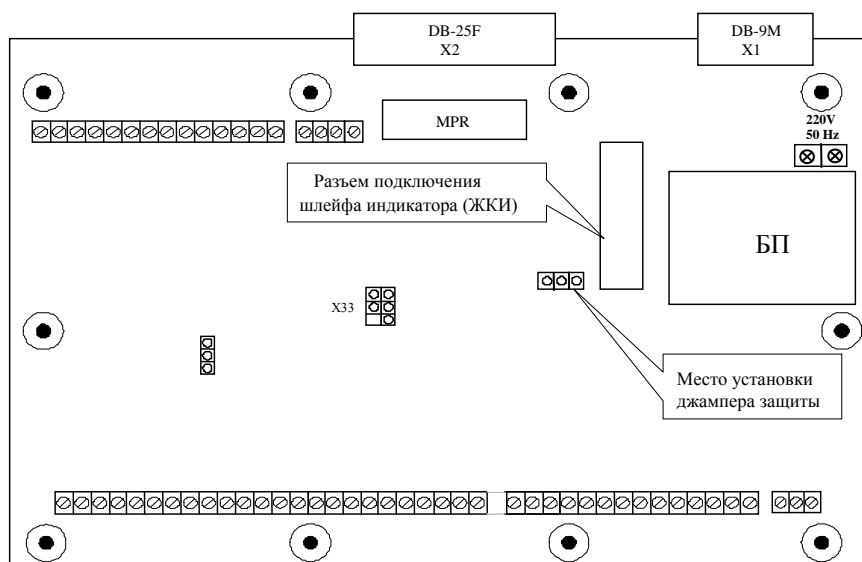 DB-25F
X2
DB-9M
X1
MPR
220V
50 Hz
Разъем подключения
шлейфа индикатора (ЖКИ)
БП
X33
Место установки
джампера защиты